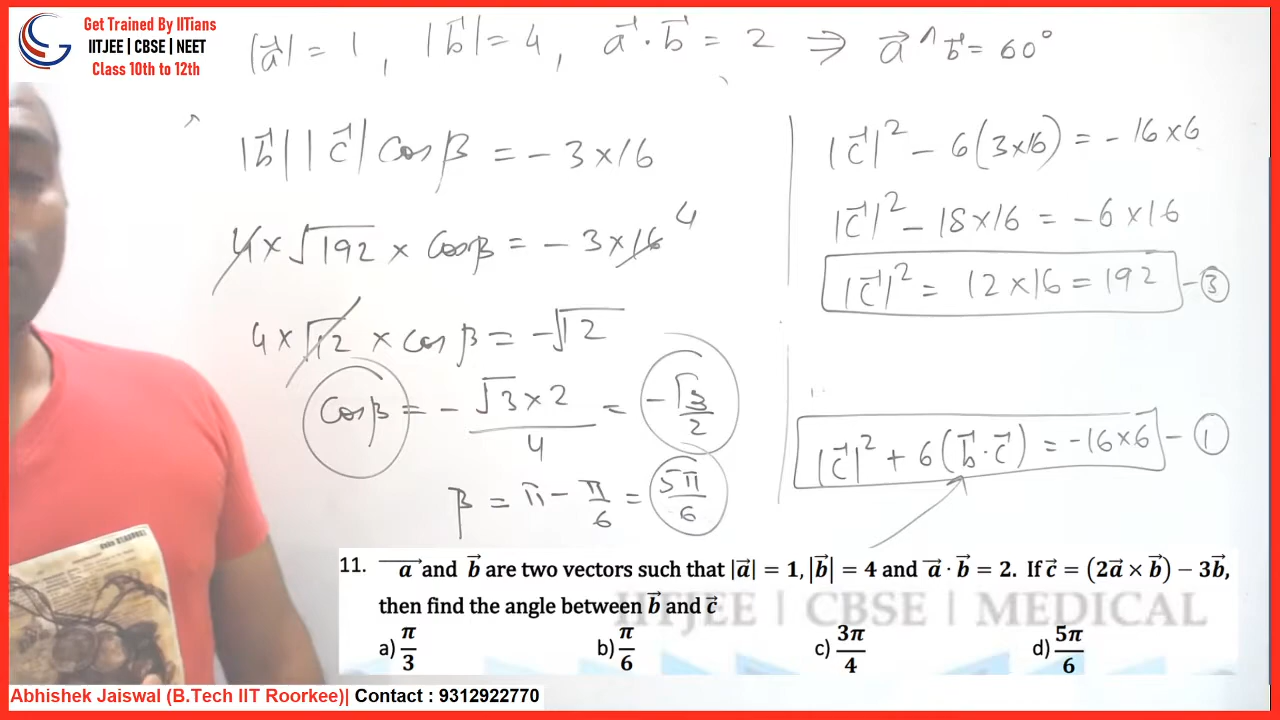 Get Trained By IITians
IITJEE | CBSE | NEET
Class 10th to 12th
|a⃗| = 1, |b⃗| = 4, a⃗·b⃗ = 2 ⇒ a⃗ ^ b⃗ = 60°
|b⃗||c⃗| cos β = - 3×16
4 × √192 × cos β = - 3×16 4
4 × √12 × cos β = -√12
cos β = - √3×2/4 = -√3/2
β = π - π/6 = 5π/6
|c⃗|² - 6(3×16) = - 16×6
|c⃗|² - 18×16 = -6×16
|c⃗|² = 12×16 = 192 - ③
|c⃗|² + 6(b⃗·c⃗) = -16×6 - ①
11. a⃗ and b⃗ are two vectors such that |a⃗| = 1, |b⃗| = 4 and a⃗ · b⃗ = 2. If c⃗ = (2a⃗ × b⃗) − 3b⃗,
then find the angle between b⃗ and c⃗
a) π/3 b) π/6 c) 3π/4 d) 5π/6
IITJEE | CBSE | MEDICAL
Abhishek Jaiswal (B.Tech IIT Roorkee)| Contact : 9312922770